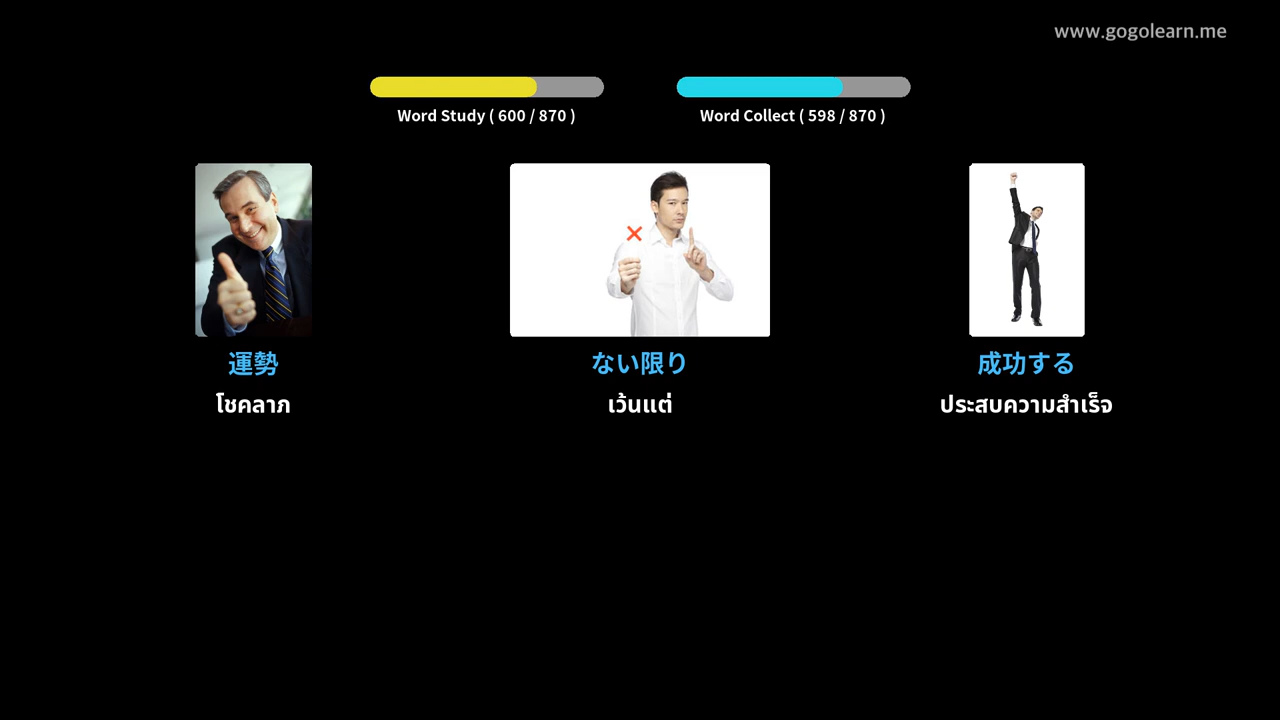 www.gogolearn.me
Word Study ( 600 / 870 )
Word Collect ( 598 / 870 )
運勢
ない限り
成功する
โชคลาภ
เว้นแต่
ประสบความสำเร็จ